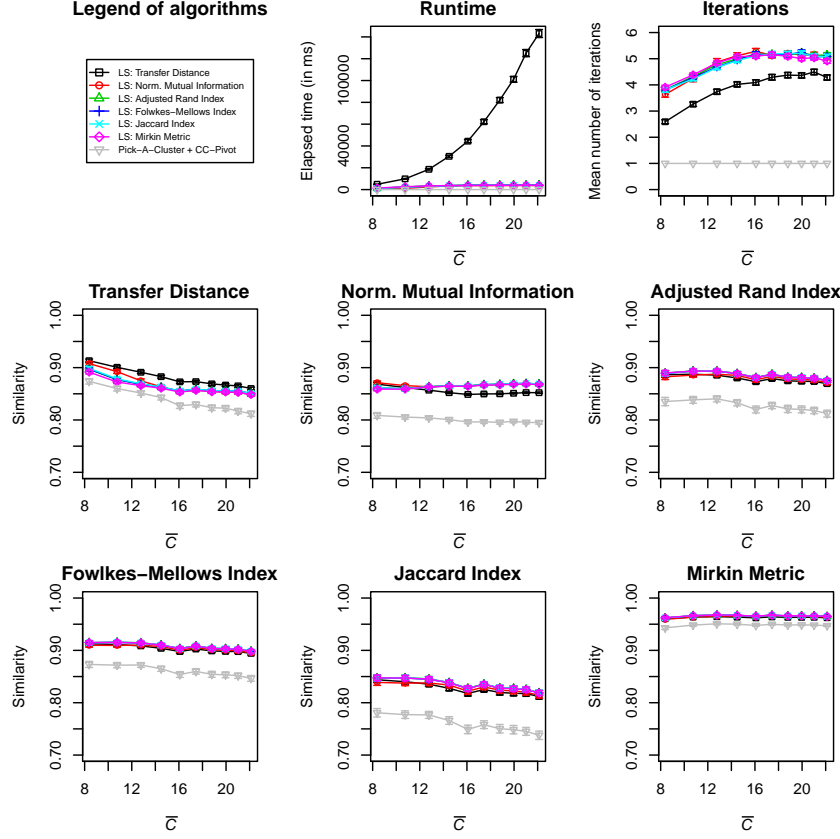 Legend of algorithms
LS: Transfer Distance
LS: Norm. Mutual Information
LS: Adjusted Rand Index
LS: Folwkes−Mellows Index
LS: Jaccard Index
LS: Mirkin Metric
Pick−A−Cluster + CC−Pivot
Runtime
Elapsed time (in ms)
0 40000 100000
8 12 16 20
C
Iterations
Mean number of iterations
0 1 2 3 4 5 6
8 12 16 20
C
Transfer Distance
Similarity
0.70 0.80 0.90 1.00
8 12 16 20
C
Norm. Mutual Information
Similarity
0.70 0.80 0.90 1.00
8 12 16 20
C
Adjusted Rand Index
Similarity
0.70 0.80 0.90 1.00
8 12 16 20
C
Fowlkes−Mellows Index
Similarity
0.70 0.80 0.90 1.00
8 12 16 20
C
Jaccard Index
Similarity
0.70 0.80 0.90 1.00
8 12 16 20
C
Mirkin Metric
Similarity
0.70 0.80 0.90 1.00
8 12 16 20
C